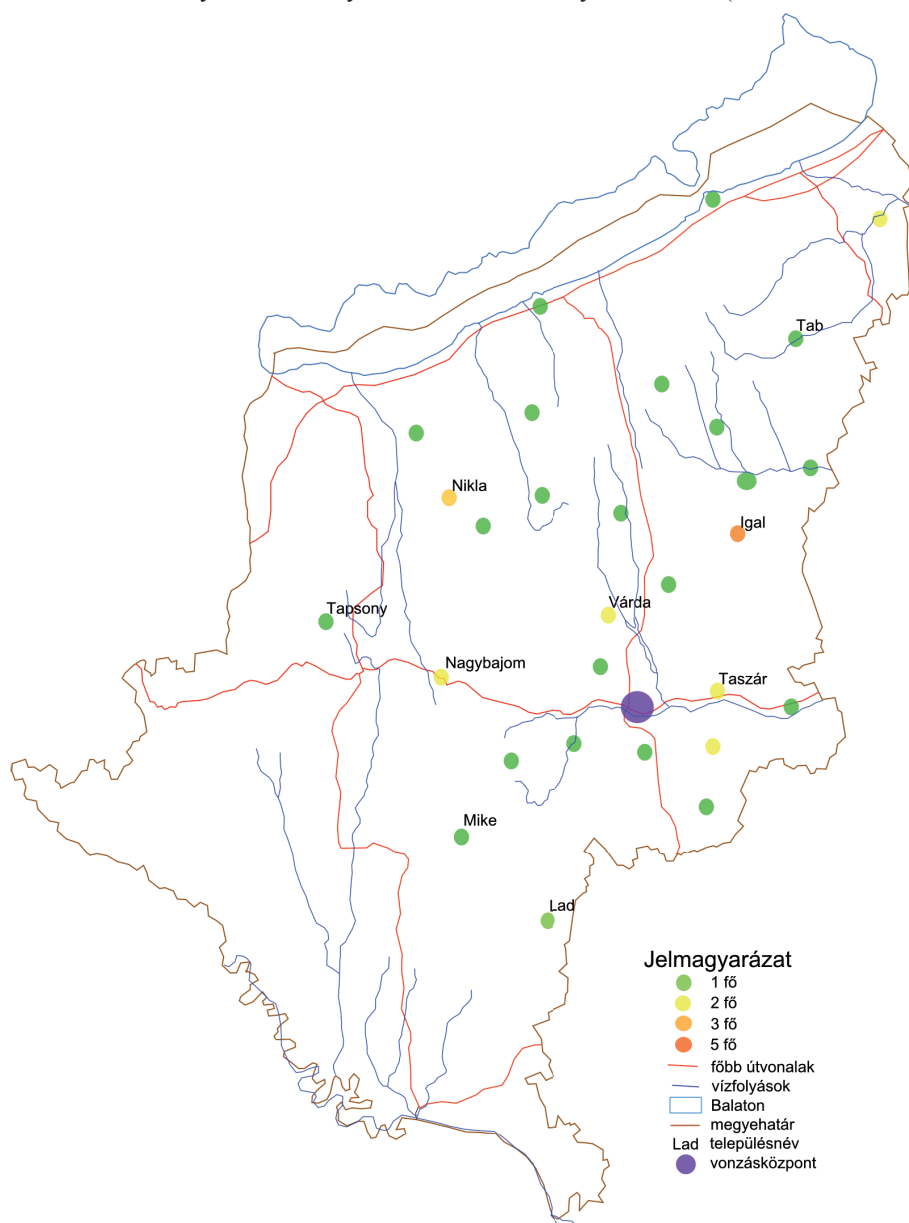 Tab
Nikla
Igal
Tapsony
Várda
Nagybajom
Taszár
Mike
Lad
Jelmagyarázat
1 fő
2 fő
3 fő
5 fő
főbb útvonalak
vízfolyások
Balaton
megyehatár
Lad településnév
vonzásközpont